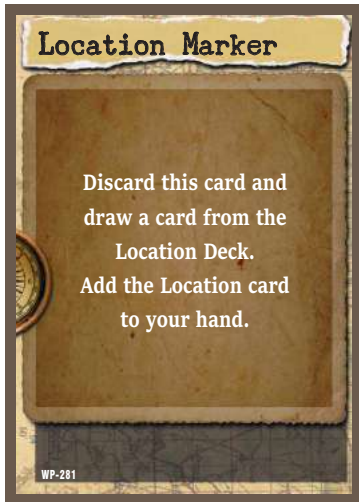 Location Marker
Discard this card and
draw a card from the
Location Deck.
Add the Location card
to your hand.
WP-281